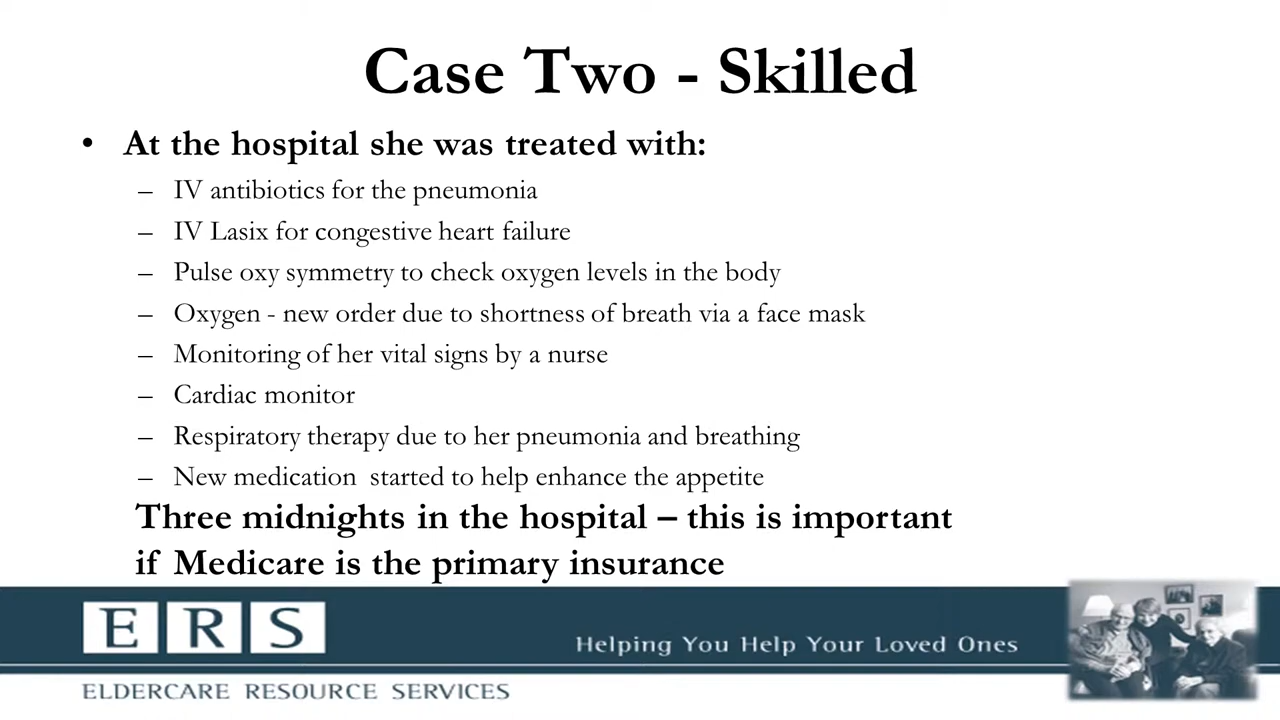 Case Two - Skilled
• At the hospital she was treated with:
– IV antibiotics for the pneumonia
– IV Lasix for congestive heart failure
– Pulse oxy symmetry to check oxygen levels in the body
– Oxygen - new order due to shortness of breath via a face mask
– Monitoring of her vital signs by a nurse
– Cardiac monitor
– Respiratory therapy due to her pneumonia and breathing
– New medication  started to help enhance the appetite
Three midnights in the hospital – this is important
if Medicare is the primary insurance
ERS
Helping You Help Your Loved Ones
ELDERCARE RESOURCE SERVICES